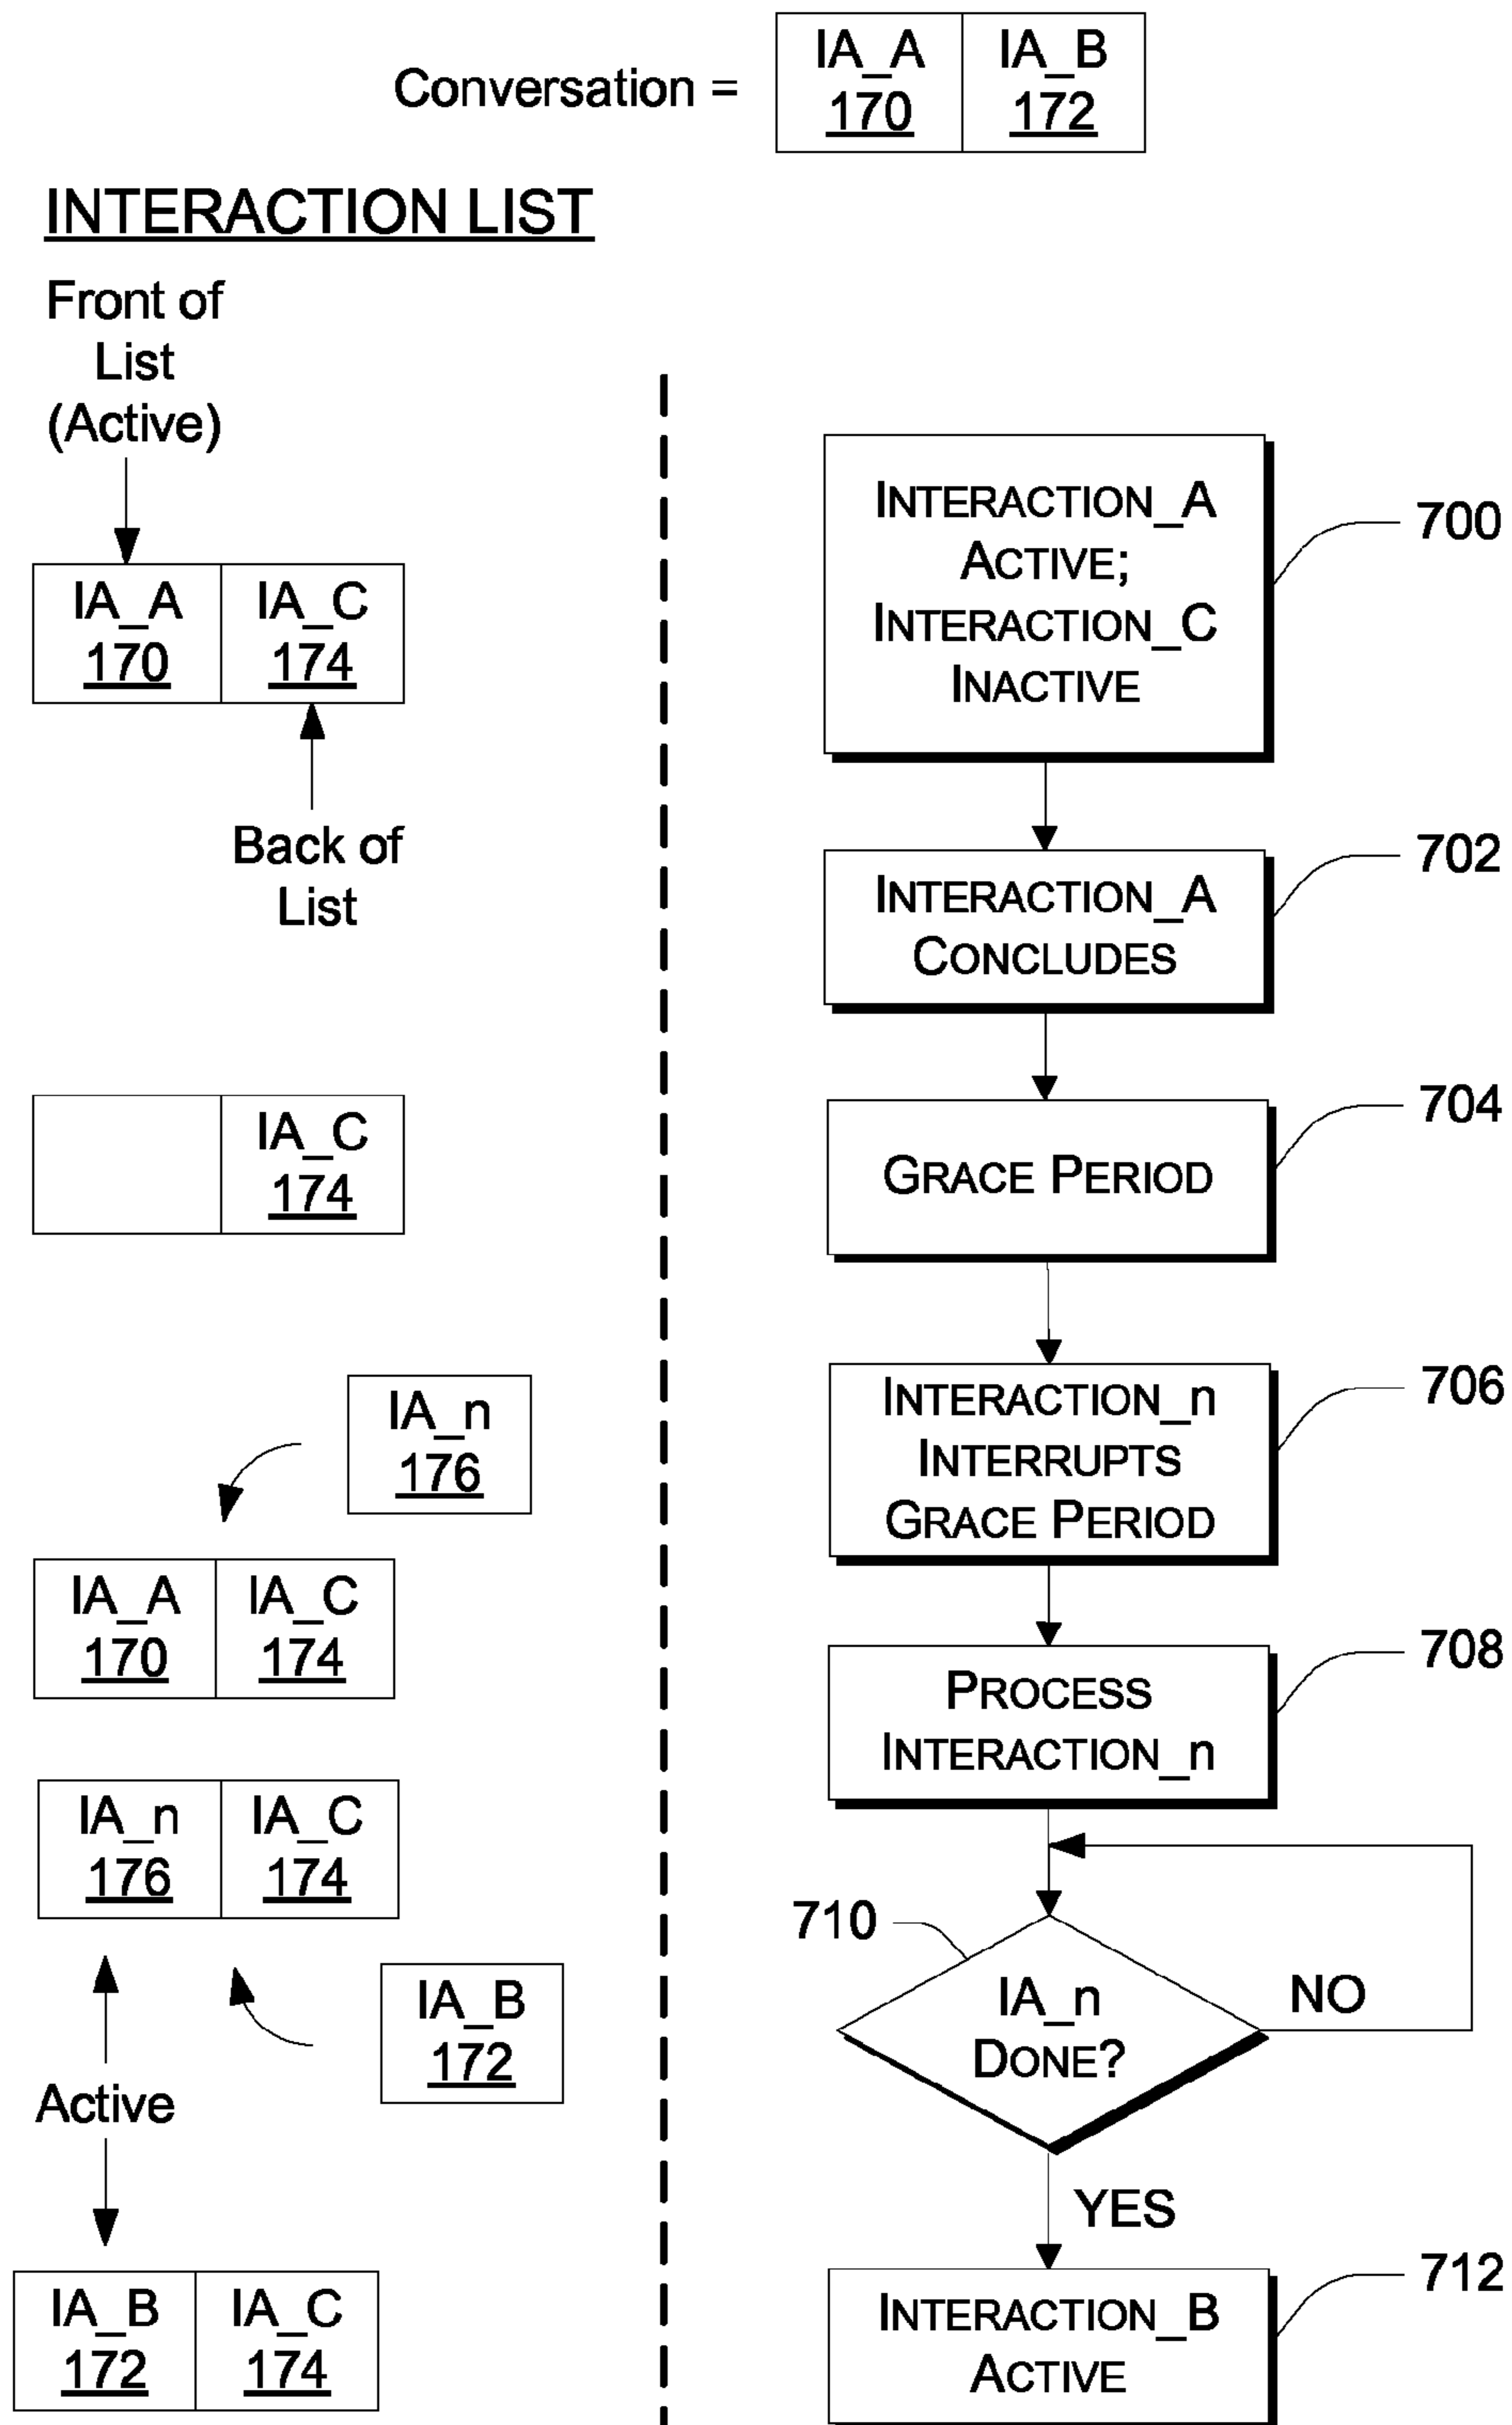 Conversation =
IA_A
170
IA_B
172
INTERACTION LIST
Front of
List
(Active)
IA_A
170
IA_C
174
Back of
List
IA_C
174
IA_n
176
IA_A
170
IA_C
174
IA_n
176
IA_C
174
IA_B
172
Active
IA_B
172
IA_C
174
INTERACTION_A
ACTIVE;
INTERACTION_C
INACTIVE
700
INTERACTION_A
CONCLUDES
702
GRACE PERIOD
704
INTERACTION_n
INTERRUPTS
GRACE PERIOD
706
PROCESS
INTERACTION_n
708
710
IA_n
DONE?
NO
YES
INTERACTION_B
ACTIVE
712